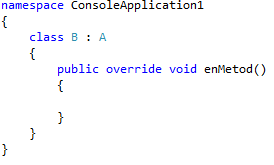 namespace ConsoleApplication1
{
    class B : A
    {
        public override void enMetod()
        {

        }
    }
}